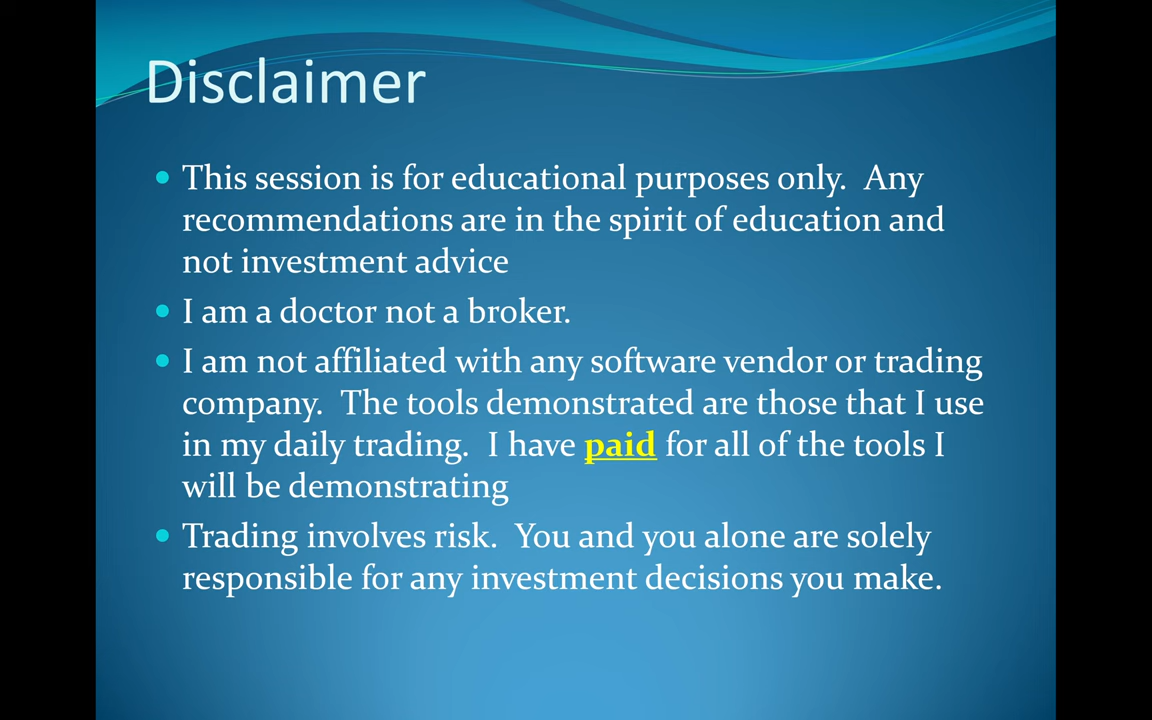 Disclaimer
• This session is for educational purposes only.  Any
recommendations are in the spirit of education and
not investment advice
• I am a doctor not a broker.
• I am not affiliated with any software vendor or trading
company.  The tools demonstrated are those that I use
in my daily trading.  I have paid for all of the tools I
will be demonstrating
• Trading involves risk.  You and you alone are solely
responsible for any investment decisions you make.